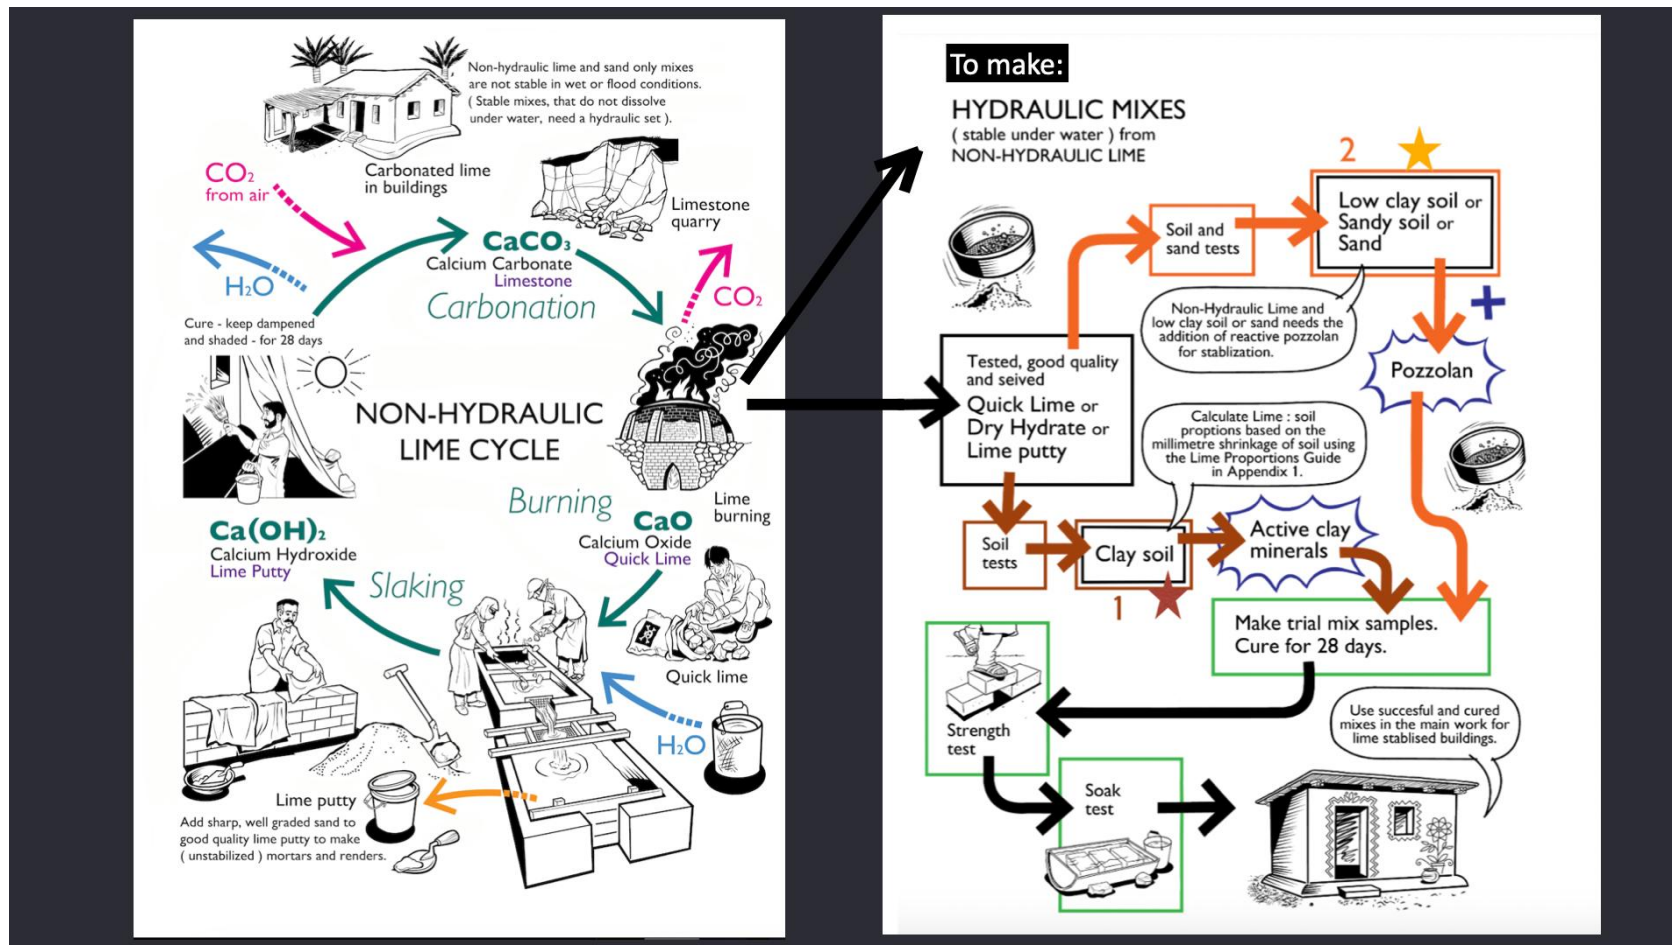 Non-hydraulic lime and sand only mixes
are not stable in wet or flood conditions.
( Stable mixes, that do not dissolve
under water, need a hydraulic set ).
Carbonated lime
in buildings
CO₂
from air
Limestone
quarry
H₂O
CaCO₃
Calcium Carbonate
Limestone
Carbonation
CO₂
Cure - keep dampened
and shaded - for 28 days
NON-HYDRAULIC
LIME CYCLE
Burning
Lime
burning
CaO
Calcium Oxide
Quick Lime
Ca(OH)₂
Calcium Hydroxide
Lime Putty
Slaking
Quick lime
H₂O
Lime putty
Add sharp, well graded sand to
good quality lime putty to make
( unstabilized ) mortars and renders.
To make:
HYDRAULIC MIXES
( stable under water ) from
NON-HYDRAULIC LIME
2
Low clay soil or
Sandy soil or
Sand
Soil and
sand tests
Non-Hydraulic Lime and
low clay soil or sand needs the
addition of reactive pozzolan
for stablization.
+
Pozzolan
Tested, good quality
and seived
Quick Lime or
Dry Hydrate or
Lime putty
Calculate Lime : soil
proptions based on the
millimetre shrinkage of soil using
the Lime Proportions Guide
in Appendix 1.
Soil
tests
Clay soil
1
Active clay
minerals
Make trial mix samples.
Cure for 28 days.
Strength
test
Soak
test
Use succesful and cured
mixes in the main work for
lime stablised buildings.